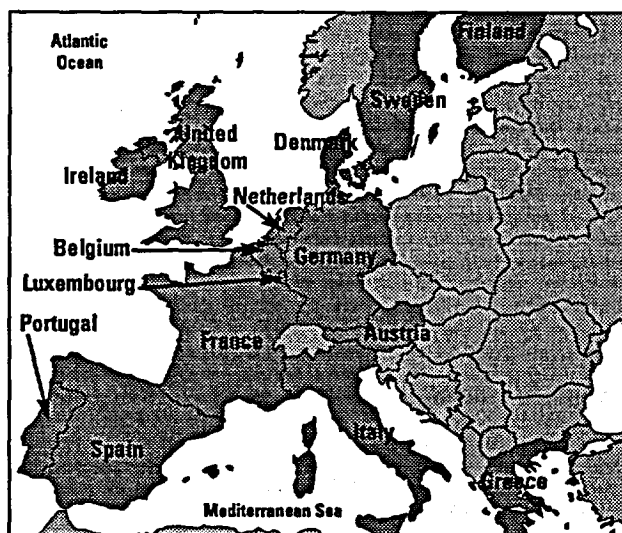 Atlantic
Ocean
Finland
Sweden
United
Kingdom
Denmark
Ireland
Netherlands
Belgium
Germany
Luxembourg
Portugal
France
Austria
Spain
Italy
Greece
Mediterranean Sea